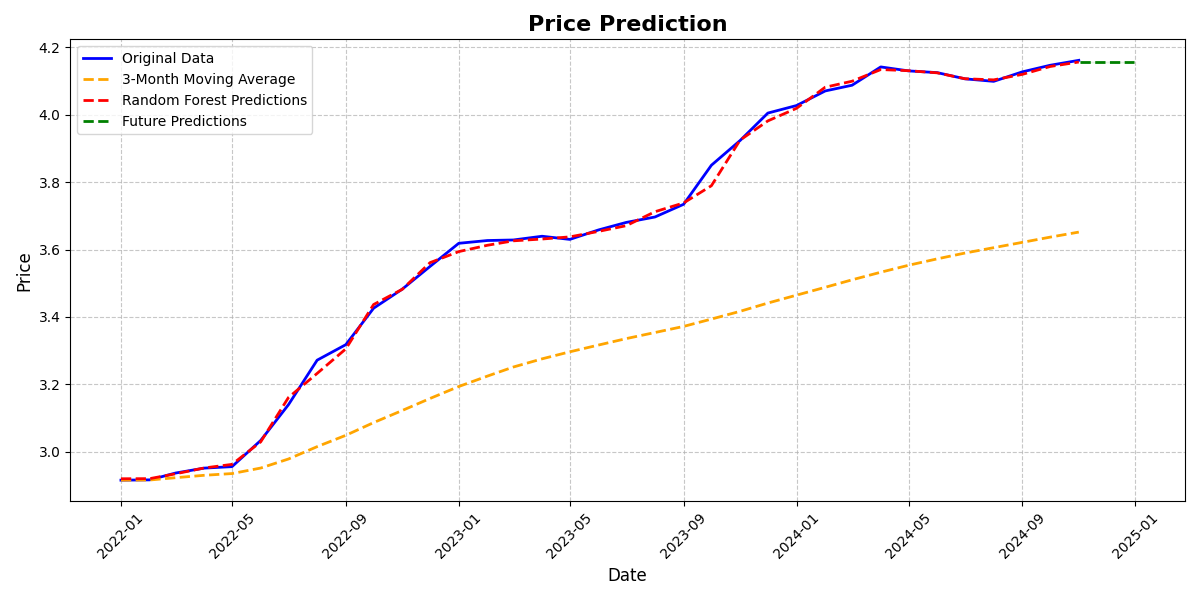 Price Prediction
Original Data
3-Month Moving Average
Random Forest Predictions
Future Predictions
4.2
4.0
3.8
3.6
3.4
3.2
3.0
Price
2022-01
2022-05
2022-09
2023-01
2023-05
2023-09
2024-01
2024-05
2024-09
2025-01
Date